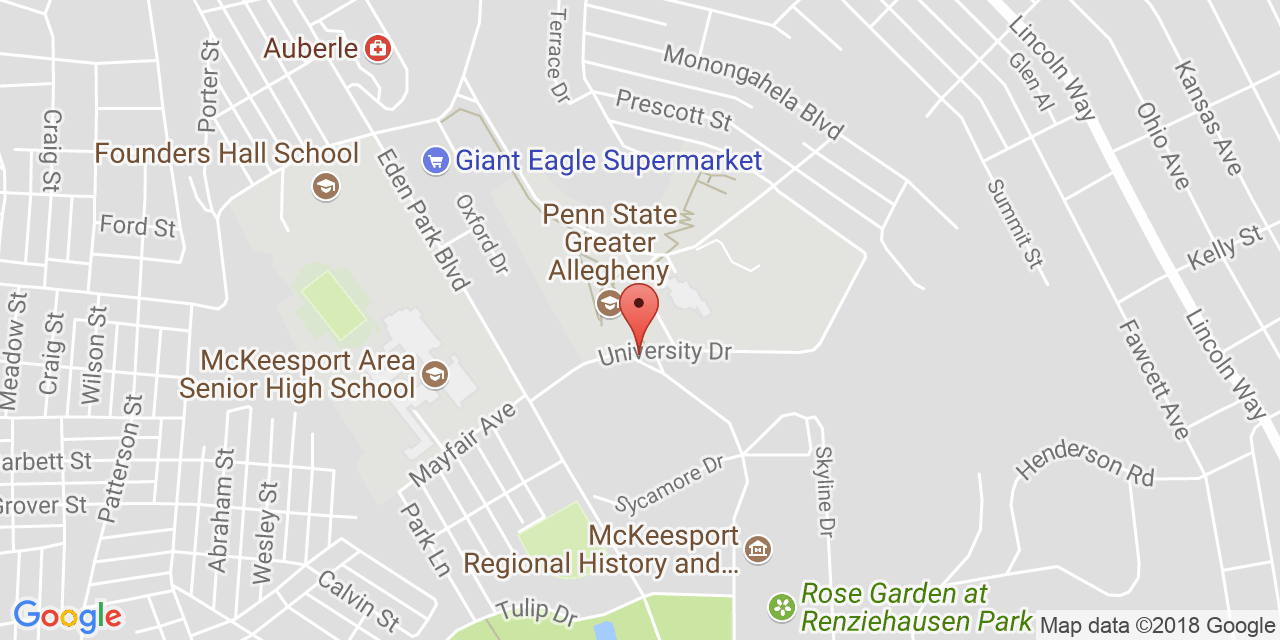 Terrace Dr
Lincoln Way
Auberle
Porter St
Monongahela Blvd
Glen Al
Kansas Ave
Prescott St
Ohio Ave
Craig St
Founders Hall School
Giant Eagle Supermarket
Eden Park Blvd
Oxford Dr
Summit St
Ford St
Penn State
Greater
Allegheny
Kelly St
Meadow St
Craig St
Wilson St
University Dr
Lincoln Way
Fawcett Ave
McKeesport Area
Senior High School
Mayfair Ave
Patterson St
arbett St
Grover St
Abraham St
Wesley St
Park Ln
Sycamore Dr
Skyline Dr
Henderson Rd
McKeesport
Regional History and...
Calvin St
Tulip Dr
Rose Garden at
Renziehausen Park
Google
Map data ©2018 Google